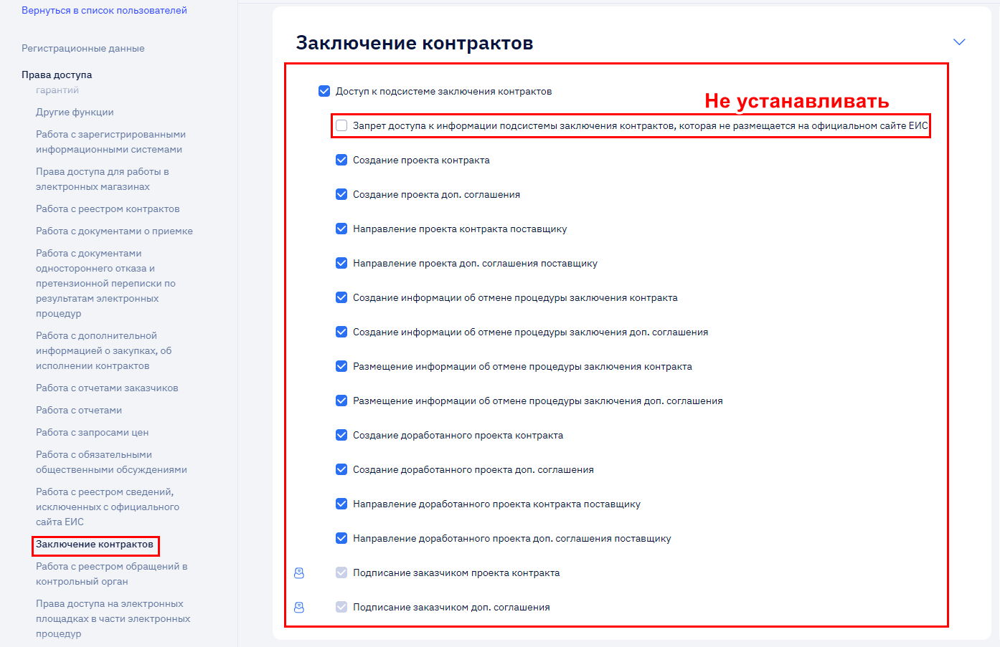 Вернуться в список пользователей
Регистрационные данные
Права доступа
гарантий
Другие функции
Работа с зарегистрированными
информационными системами
Права доступа для работы в
электронных магазинах
Работа с реестром контрактов
Работа с документами о приемке
Работа с документами
одностороннего отказа и
претензионной переписки по
результатам электронных
процедур
Работа с дополнительной
информацией о закупках, об
исполнении контрактов
Работа с отчетами заказчиков
Работа с отчетами
Работа с запросами цен
Работа с обязательными
общественными обсуждениями
Работа с реестром сведений,
исключенных с официального
сайта ЕИС
Заключение контрактов
Работа с реестром обращений в
контрольный орган
Права доступа на электронных
площадках в части электронных
процедур
Заключение контрактов
Доступ к подсистеме заключения контрактов
Не устанавливать
Запрет доступа к информации подсистемы заключения контрактов, которая не размещается на официальном сайте ЕИС
Создание проекта контракта
Создание проекта доп. соглашения
Направление проекта контракта поставщику
Направление проекта доп. соглашения поставщику
Создание информации об отмене процедуры заключения контракта
Создание информации об отмене процедуры заключения доп. соглашения
Размещение информации об отмене процедуры заключения контракта
Размещение информации об отмене процедуры заключения доп. соглашения
Создание доработанного проекта контракта
Создание доработанного проекта доп. соглашения
Направление доработанного проекта контракта поставщику
Направление доработанного проекта доп. соглашения поставщику
Подписание заказчиком проекта контракта
Подписание заказчиком доп. соглашения